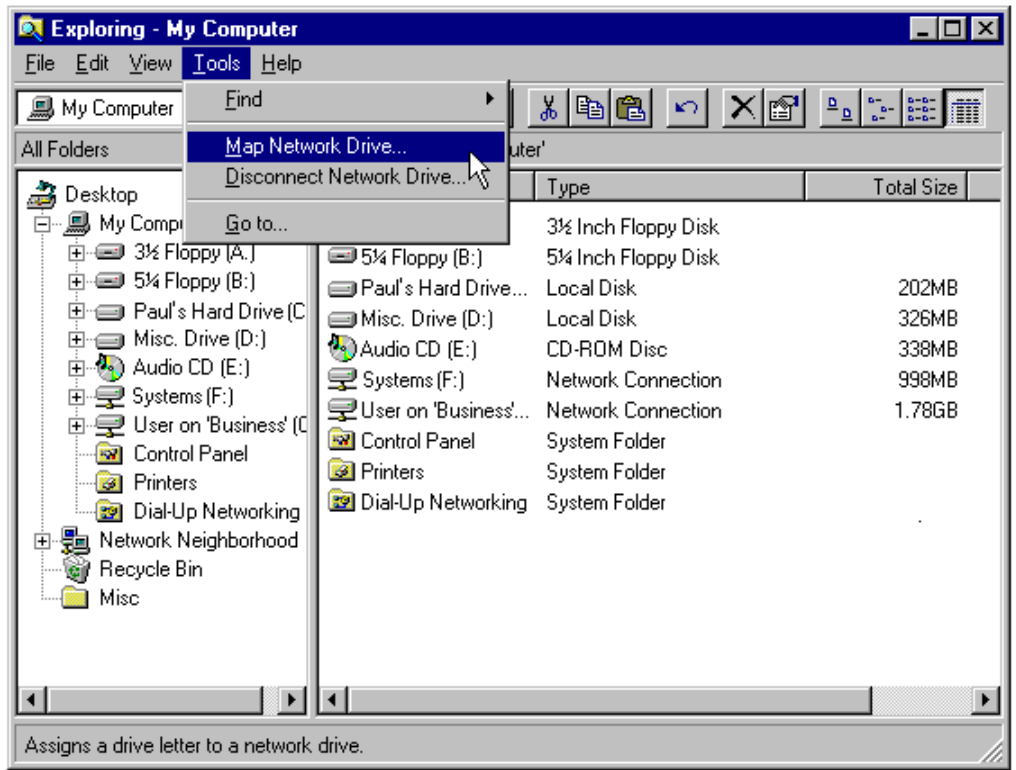 Exploring - My Computer
File Edit View Tools Help
My Computer
Find
All Folders
Map Network Drive...
uter'
Disconnect Network Drive...
Go to...
Type Total Size
Desktop
My Compu
3½ Floppy (A:)
5¼ Floppy (B:)
Paul's Hard Drive (C
Misc. Drive (D:)
Audio CD (E:)
Systems (F:)
User on 'Business' (
Control Panel
Printers
Dial-Up Networking
Network Neighborhood
Recycle Bin
Misc
3½ Inch Floppy Disk
5¼ Floppy (B:) 5¼ Inch Floppy Disk
Paul's Hard Drive... Local Disk 202MB
Misc. Drive (D:) Local Disk 326MB
Audio CD (E:) CD-ROM Disc 338MB
Systems (F:) Network Connection 998MB
User on 'Business'... Network Connection 1.78GB
Control Panel System Folder
Printers System Folder
Dial-Up Networking System Folder
Assigns a drive letter to a network drive.